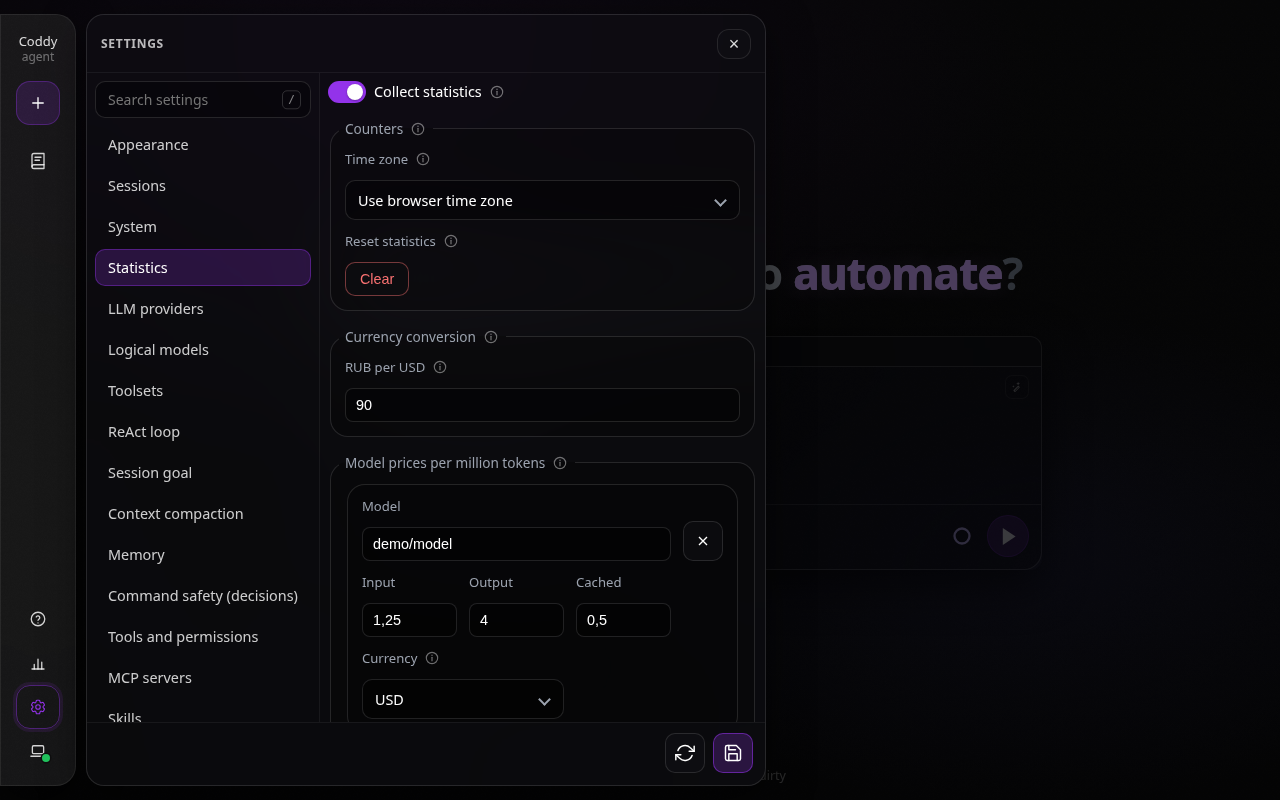 Coddy
agent
SETTINGS
Search settings /
Appearance
Sessions
System
Statistics
LLM providers
Logical models
Toolsets
ReAct loop
Session goal
Context compaction
Memory
Command safety (decisions)
Tools and permissions
MCP servers
Skills
Collect statistics
Counters
Time zone
Use browser time zone
Reset statistics
Clear
Currency conversion
RUB per USD
90
Model prices per million tokens
Model
demo/model
Input Output Cached
1,25 4 0,5
Currency
USD
automate?